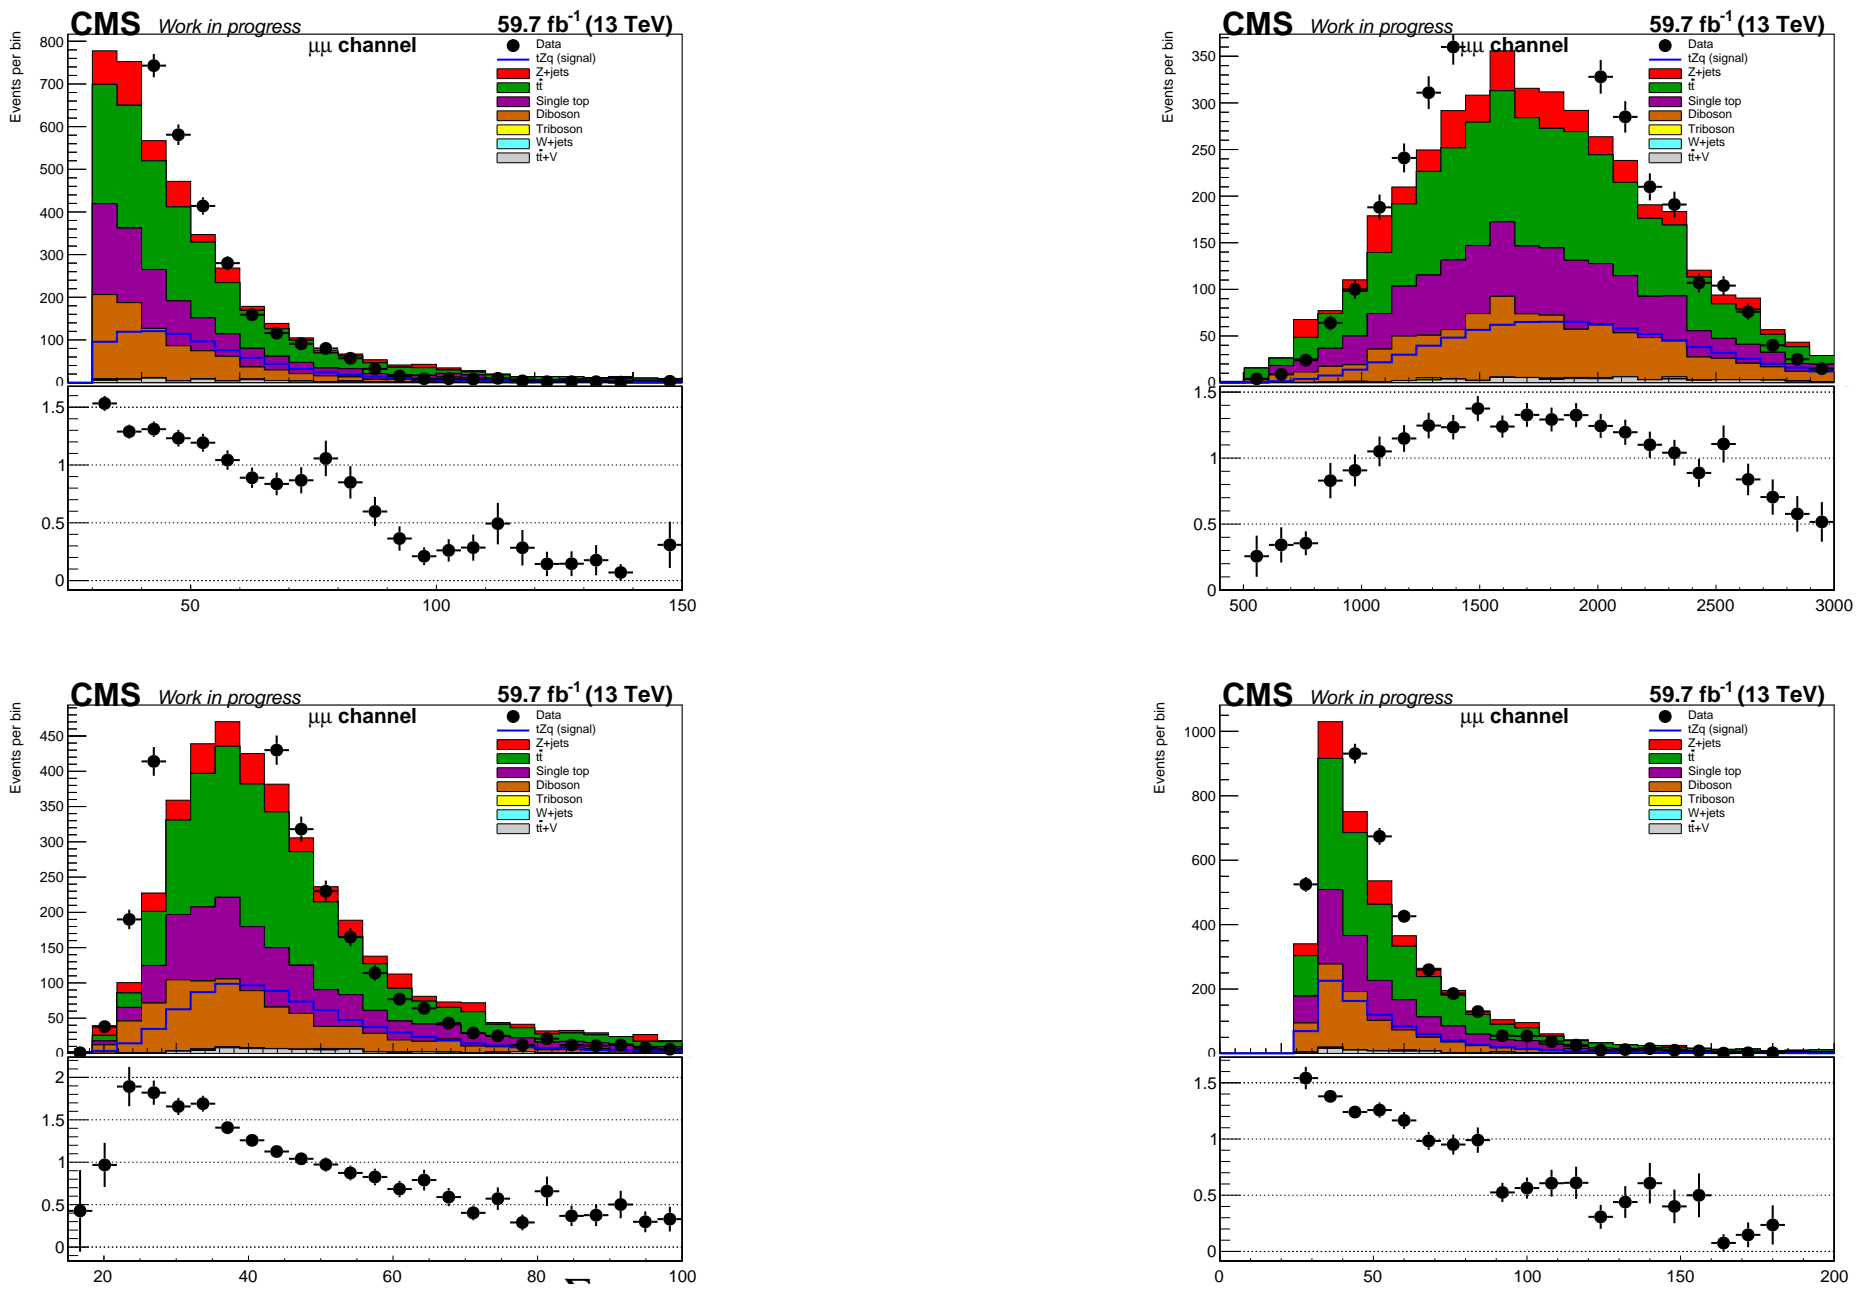 CMS Work in progress 59.7 fb⁻¹ (13 TeV)
μμ channel
Events per bin
Data
tZq (signal)
Z+jets
tt̄
Single top
Diboson
Triboson
W+jets
tt̄+V
800
700
600
500
400
300
200
100
0
1.5
1
0.5
0
50 100 150
CMS Work in progress 59.7 fb⁻¹ (13 TeV)
μμ channel
Events per bin
Data
tZq (signal)
Z+jets
tt̄
Single top
Diboson
Triboson
W+jets
tt̄+V
350
300
250
200
150
100
50
0
1.5
1
0.5
0
500 1000 1500 2000 2500 3000
CMS Work in progress 59.7 fb⁻¹ (13 TeV)
μμ channel
Events per bin
Data
tZq (signal)
Z+jets
tt̄
Single top
Diboson
Triboson
W+jets
tt̄+V
450
400
350
300
250
200
150
100
50
0
2
1.5
1
0.5
0
20 40 60 80 100
CMS Work in progress 59.7 fb⁻¹ (13 TeV)
μμ channel
Events per bin
Data
tZq (signal)
Z+jets
tt̄
Single top
Diboson
Triboson
W+jets
tt̄+V
1000
800
600
400
200
0
1.5
1
0.5
0
0 50 100 150 200